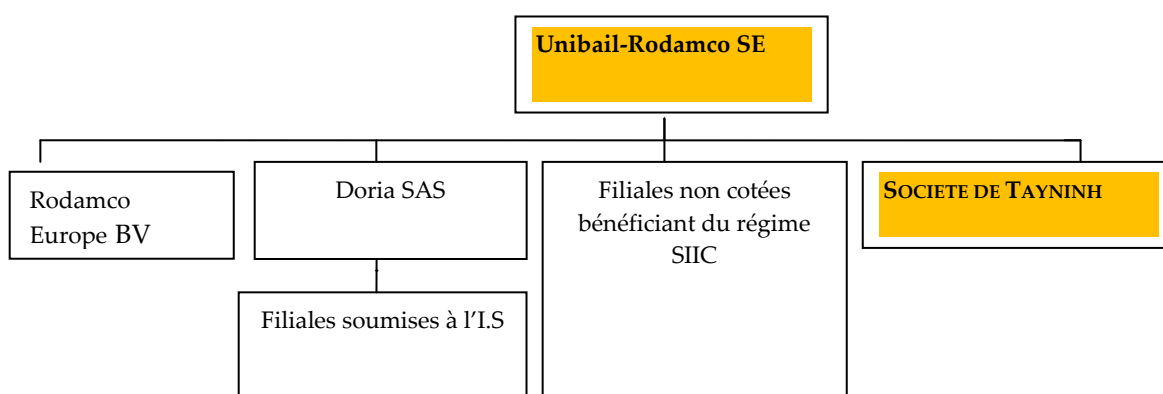 Unibail-Rodamco SE
Rodamco
Europe BV
Doria SAS
Filiales non cotées
bénéficiant du régime
SIIC
SOCIETE DE TAYNINH
Filiales soumises à l'I.S